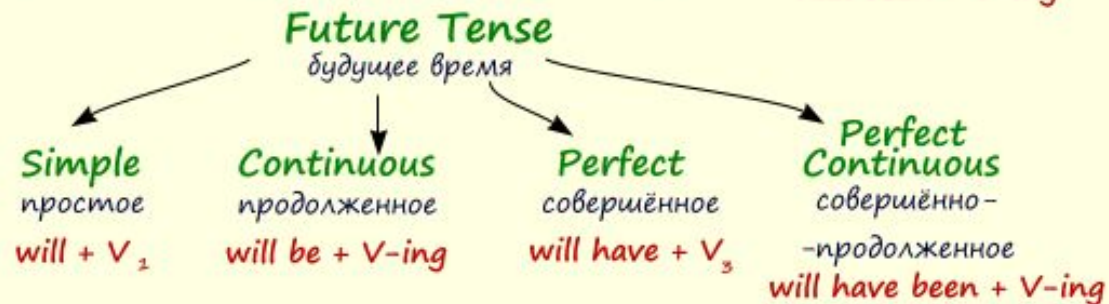 Future Tense
будущее время
Simple
простое
will + V₁
Continuous
продолженное
will be + V-ing
Perfect
совершённое
will have + V₃
Perfect
Continuous
совершённо-
-продолженное
will have been + V-ing